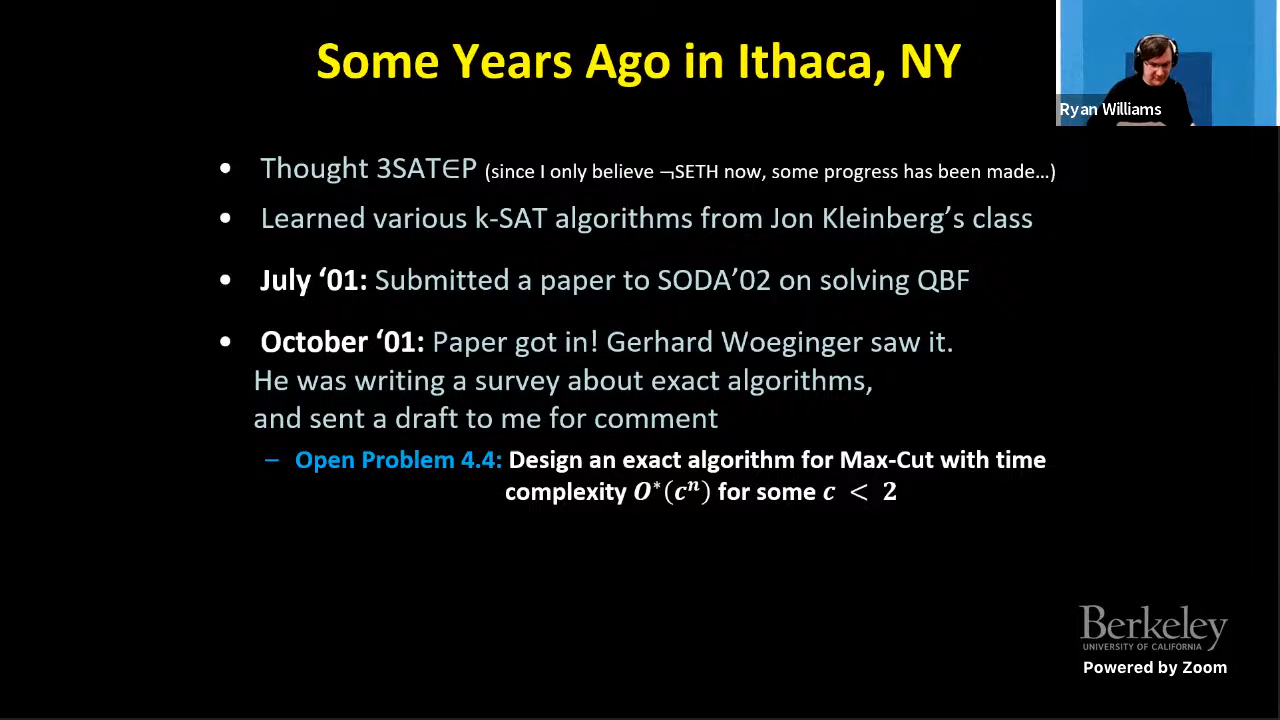 Some Years Ago in Ithaca, NY
Ryan Williams
• Thought 3SAT∈P (since I only believe ¬SETH now, some progress has been made…)
• Learned various k-SAT algorithms from Jon Kleinberg’s class
• July ‘01: Submitted a paper to SODA’02 on solving QBF
• October ‘01: Paper got in! Gerhard Woeginger saw it.
He was writing a survey about exact algorithms,
and sent a draft to me for comment
– Open Problem 4.4: Design an exact algorithm for Max-Cut with time
complexity O*(cⁿ) for some c < 2
Berkeley
UNIVERSITY OF CALIFORNIA
Powered by Zoom